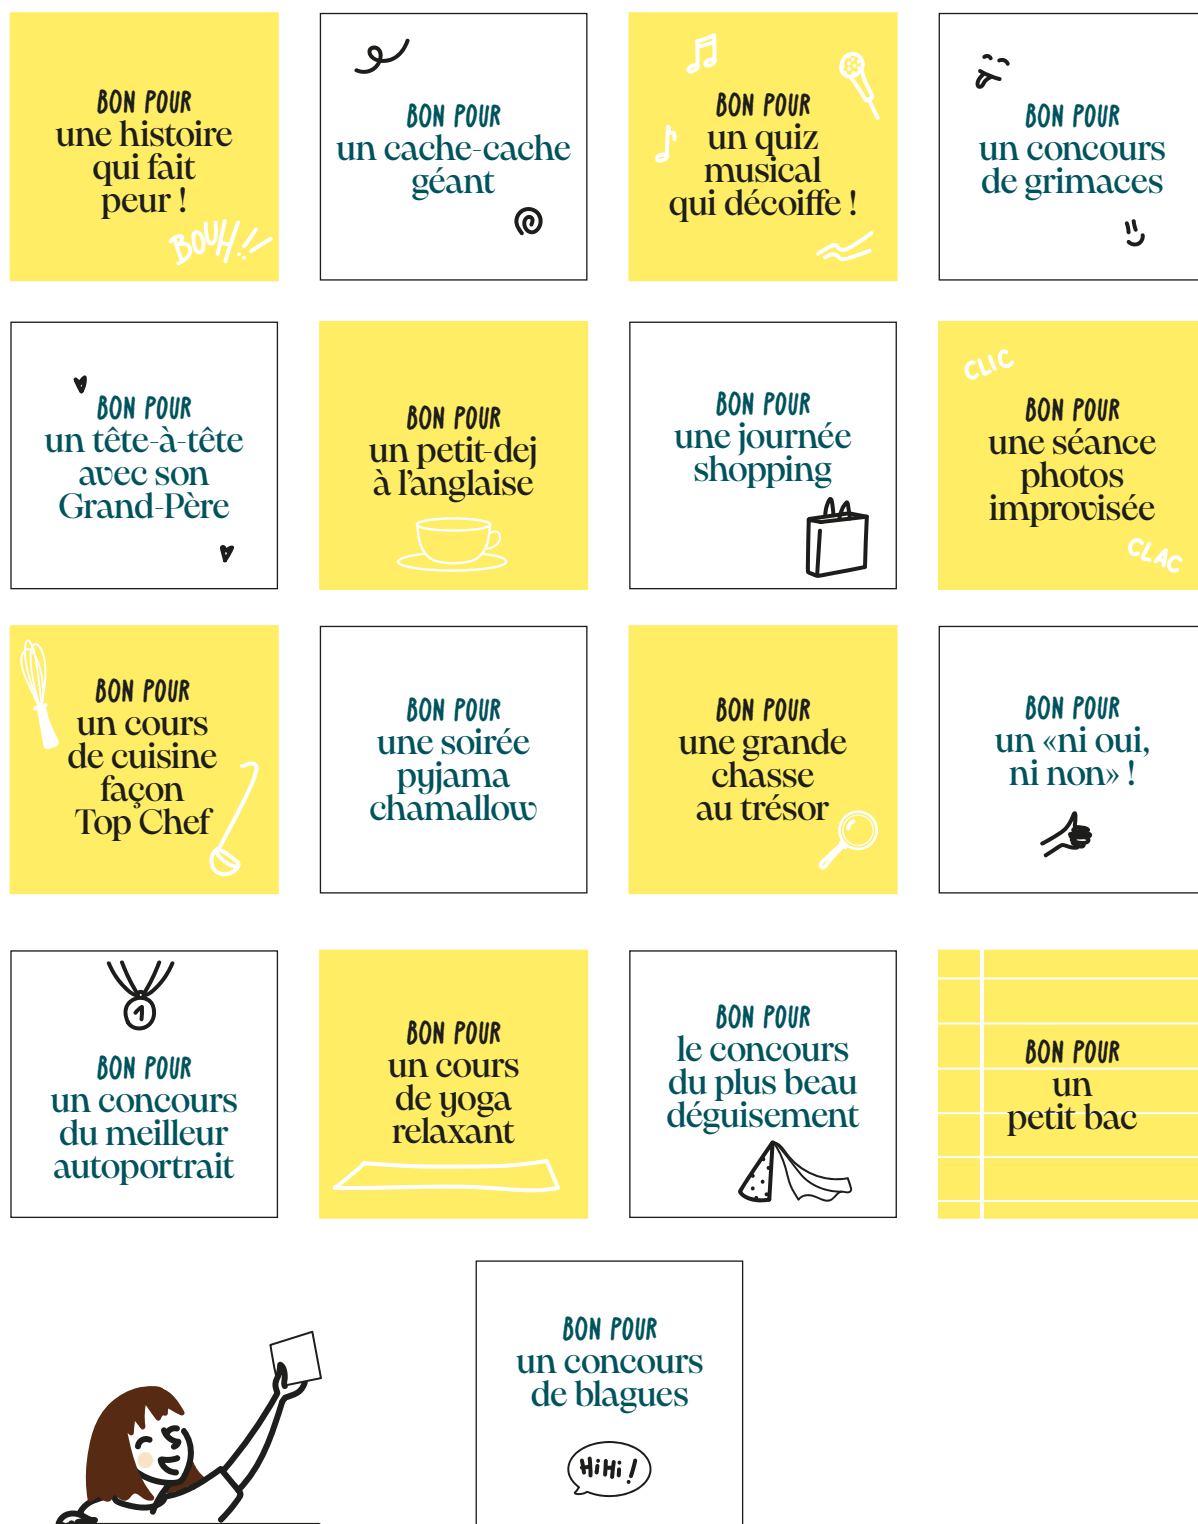 BON POUR
une histoire
qui fait
peur !
BOUH!!
BON POUR
un cache-cache
géant
BON POUR
un quiz
musical
qui décoiffe !
BON POUR
un concours
de grimaces
BON POUR
un tête-à-tête
avec son
Grand-Père
BON POUR
un petit-dej
à l’anglaise
BON POUR
une journée
shopping
CLIC
BON POUR
une séance
photos
improvisée
CLAC
BON POUR
un cours
de cuisine
façon
Top Chef
BON POUR
une soirée
pyjama
chamallow
BON POUR
une grande
chasse
au trésor
BON POUR
un «ni oui,
ni non» !
1
BON POUR
un concours
du meilleur
autoportrait
BON POUR
un cours
de yoga
relaxant
BON POUR
le concours
du plus beau
déguisement
BON POUR
un
petit bac
BON POUR
un concours
de blagues
HiHi !